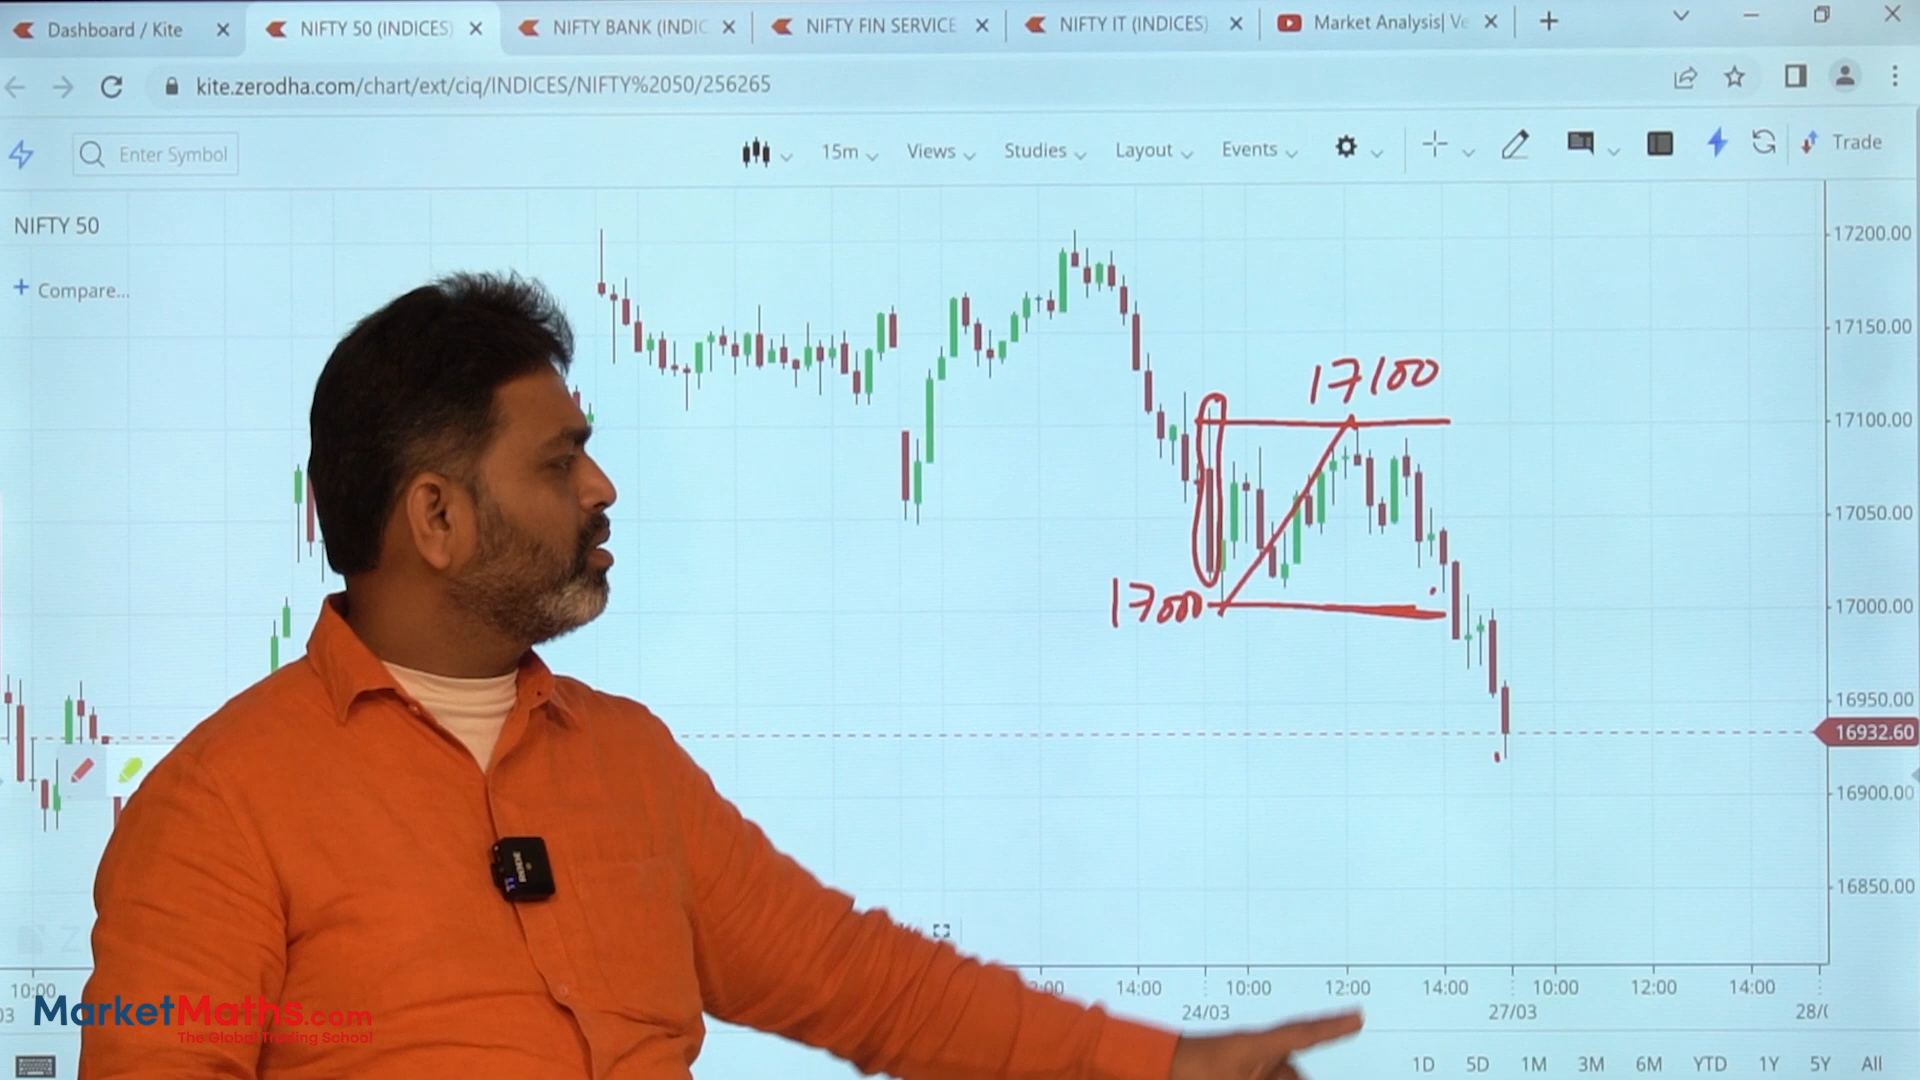 Dashboard / Kite
NIFTY 50 (INDICES)
NIFTY BANK (INDIC
NIFTY FIN SERVICE
NIFTY IT (INDICES)
Market Analysis| Ve
kite.zerodha.com/chart/ext/ciq/INDICES/NIFTY%2050/256265
Enter Symbol
15m
Views
Studies
Layout
Events
Trade
NIFTY 50
Compare...
17200.00
17150.00
17100
17100.00
17050.00
17000
17000.00
16950.00
16932.60
16900.00
16850.00
10:00
14:00
10:00
12:00
14:00
10:00
12:00
14:00
24/03
27/03
MarketMaths.com
The Global Trading School
1D 5D 1M 3M 6M YTD 1Y 5Y All